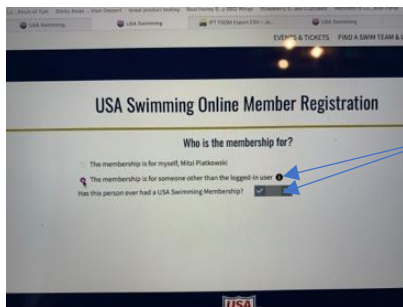 USA Swimming
USA Swimming
USA Swimming
EVENTS & TICKETS FIND A SWIM TEAM &
USA Swimming Online Member Registration
Who is the membership for?
The membership is for myself, Mitzi Piatkowski
The membership is for someone other than the logged-in user
Has this person ever had a USA Swimming Membership?
USA